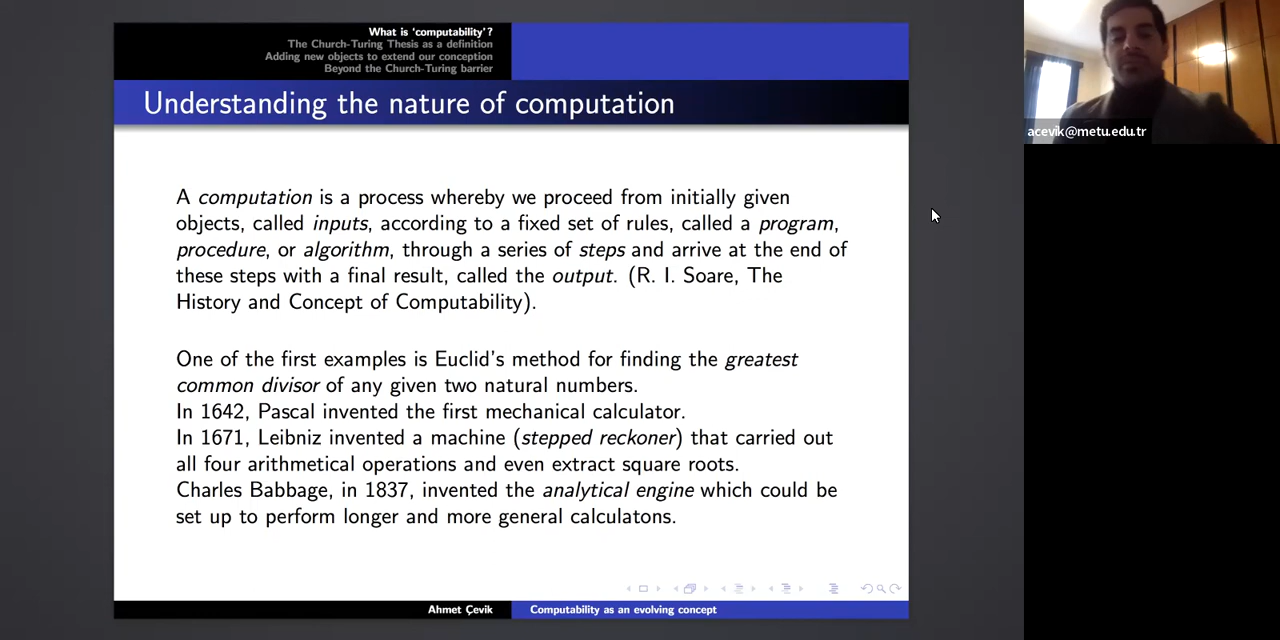 What is ‘computability’?
The Church-Turing Thesis as a definition
Adding new objects to extend our conception
Beyond the Church-Turing barrier
Understanding the nature of computation
acevik@metu.edu.tr
A computation is a process whereby we proceed from initially given
objects, called inputs, according to a fixed set of rules, called a program,
procedure, or algorithm, through a series of steps and arrive at the end of
these steps with a final result, called the output. (R. I. Soare, The
History and Concept of Computability).
One of the first examples is Euclid's method for finding the greatest
common divisor of any given two natural numbers.
In 1642, Pascal invented the first mechanical calculator.
In 1671, Leibniz invented a machine (stepped reckoner) that carried out
all four arithmetical operations and even extract square roots.
Charles Babbage, in 1837, invented the analytical engine which could be
set up to perform longer and more general calculatons.
Ahmet Çevik
Computability as an evolving concept